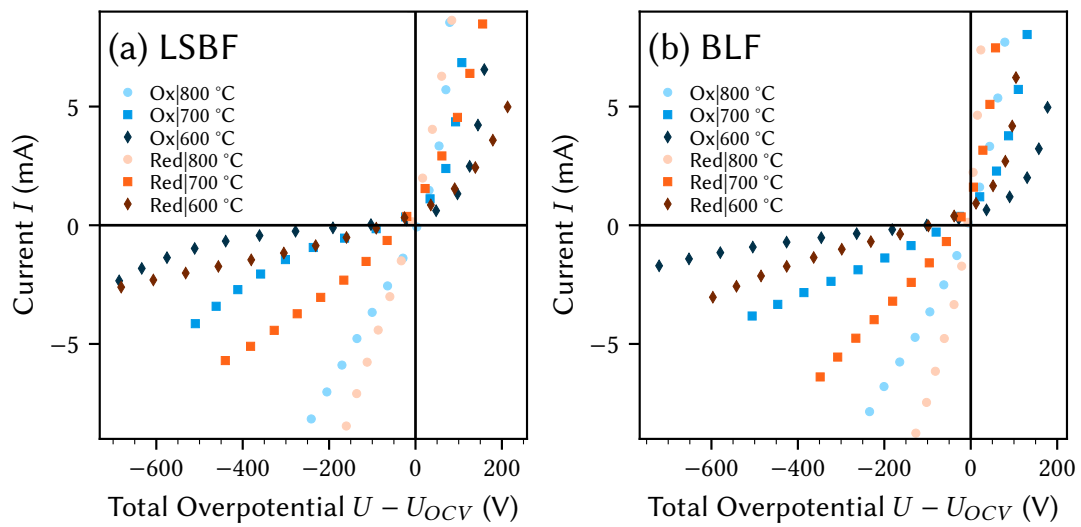 (a) LSBF
Ox|800 °C
Ox|700 °C
Ox|600 °C
Red|800 °C
Red|700 °C
Red|600 °C
5
0
−5
Current I (mA)
−600 −400 −200 0
Total Overpotential U − U_OCV (V)
(b) BLF
Ox|800 °C
Ox|700 °C
Ox|600 °C
Red|800 °C
Red|700 °C
Red|600 °C
5
0
−5
Current I (mA)
−600 −400 −200 0 200
Total Overpotential U − U_OCV (V)